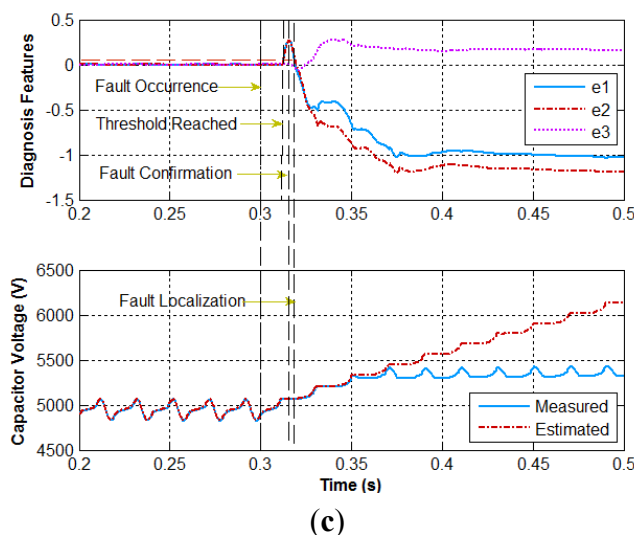 Diagnosis Features
0.5
0
-0.5
-1
-1.5
Fault Occurrence
Threshold Reached
Fault Confirmation
e1
e2
e3
0.2
0.25
0.3
0.35
0.4
0.45
0.5
Capacitor Voltage (V)
6500
6000
5500
5000
4500
Fault Localization
Measured
Estimated
0.2
0.25
0.3
0.35
0.4
0.45
0.5
Time (s)
(c)